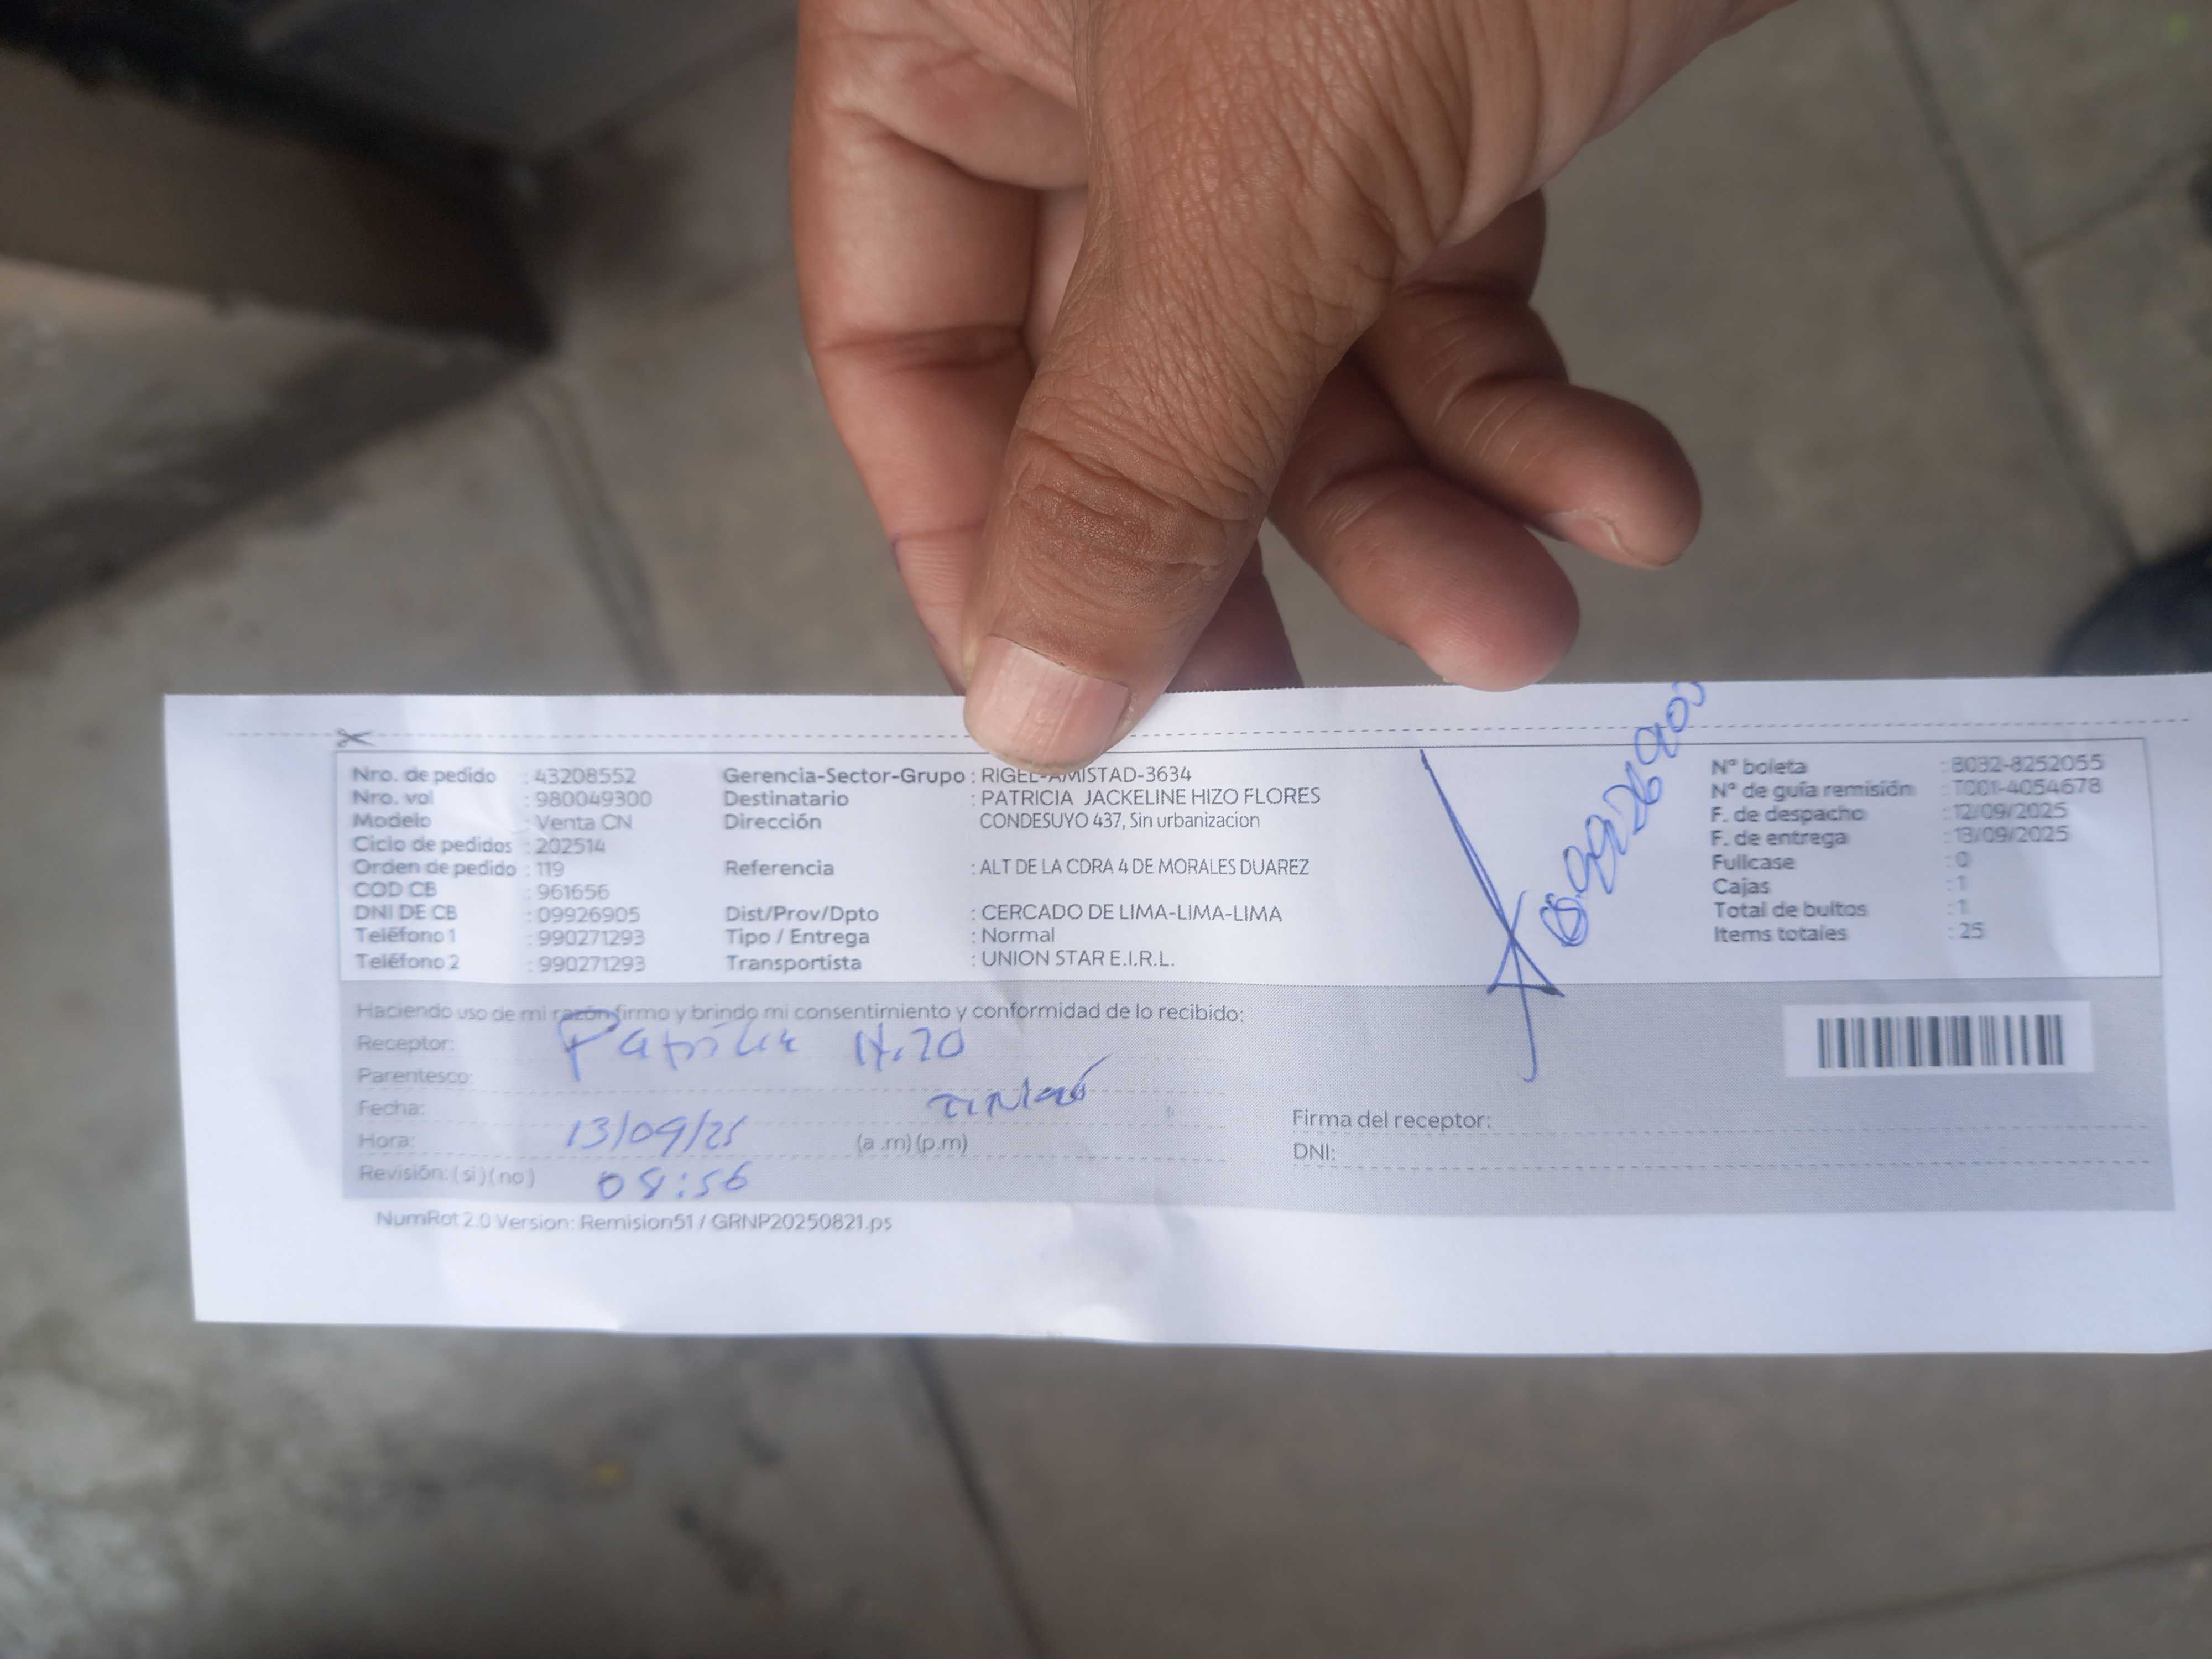 Nro. de pedido : 43208552
Nro. vol : 980049300
Modelo : Venta CN
Ciclo de pedidos : 202514
Orden de pedido : 119
COD CB : 961656
DNI DE CB : 09926905
Teléfono 1 : 990271293
Teléfono 2 : 990271293
Gerencia-Sector-Grupo : RIGEL-AMISTAD-3634
Destinatario : PATRICIA JACKELINE HIZO FLORES
Dirección CONDESUYO 437, Sin urbanizacion
Referencia : ALT DE LA CDRA 4 DE MORALES DUAREZ
Dist/Prov/Dpto : CERCADO DE LIMA-LIMA-LIMA
Tipo / Entrega : Normal
Transportista : UNION STAR E.I.R.L.
N° boleta : B032-8252055
N° de guía remisión : T001-4054678
F. de despacho : 12/09/2025
F. de entrega : 13/09/2025
Fullcase : 0
Cajas : 1
Total de bultos : 1
Items totales : 25
Haciendo uso de mi razón firmo y brindo mi consentimiento y conformidad de lo recibido:
Receptor: Patricia Hizo
Parentesco:
Fecha: 13/09/25
Hora: 08:56 (a .m) (p.m)
Revisión: (si) (no)
Firma del receptor:
DNI:
NumRot 2.0 Version: Remision51 / GRNP20250821.ps